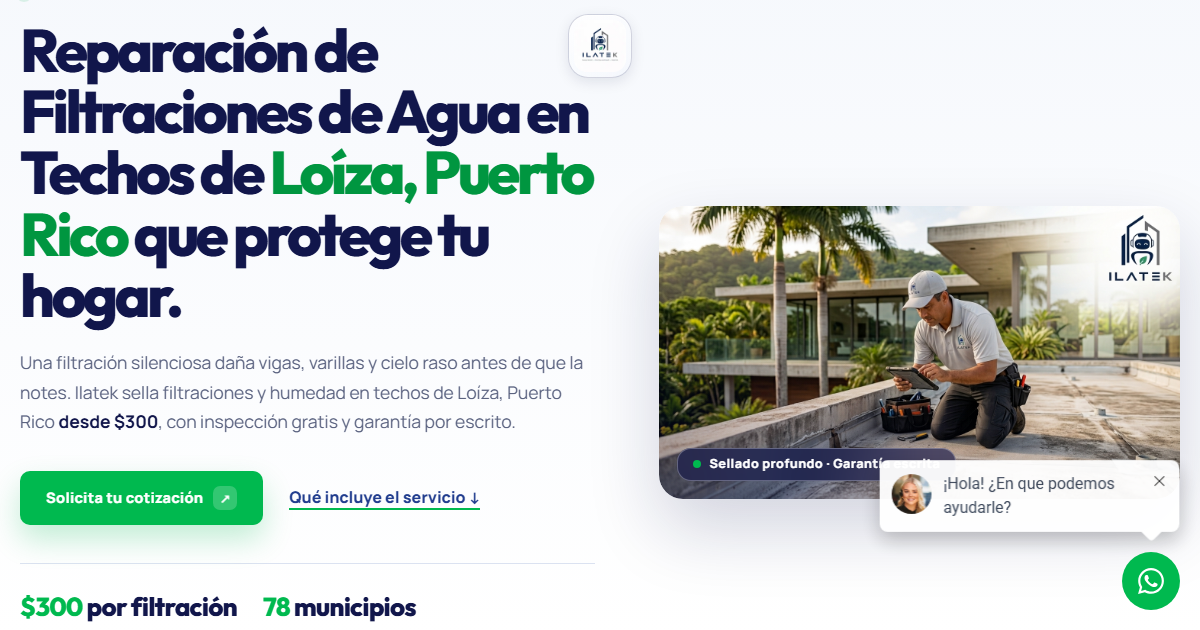 ILATEK
Reparación de
Filtraciones de Agua en
Techos de Loíza, Puerto
Rico que protege tu
hogar.
Una filtración silenciosa daña vigas, varillas y cielo raso antes de que la
notes. Ilatek sella filtraciones y humedad en techos de Loíza, Puerto
Rico desde $300, con inspección gratis y garantía por escrito.
Solicita tu cotización ↗
Qué incluye el servicio ↓
$300 por filtración
78 municipios
ILATEK
Sellado profundo · Garantía escrita
¡Hola! ¿En que podemos
ayudarle?